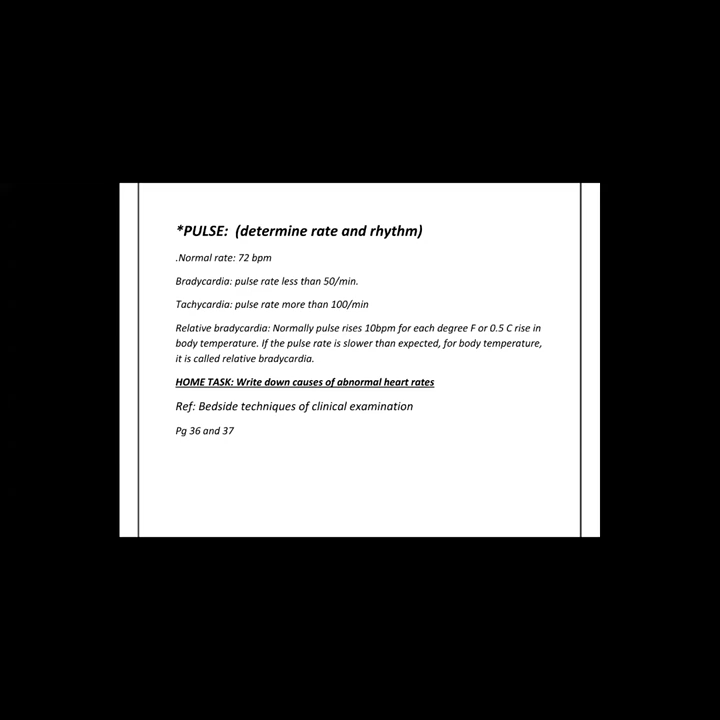 *PULSE:  (determine rate and rhythm)
.Normal rate: 72 bpm
Bradycardia: pulse rate less than 50/min.
Tachycardia: pulse rate more than 100/min
Relative bradycardia: Normally pulse rises 10bpm for each degree F or 0.5 C rise in
body temperature. If the pulse rate is slower than expected, for body temperature,
it is called relative bradycardia.
HOME TASK: Write down causes of abnormal heart rates
Ref: Bedside techniques of clinical examination
Pg 36 and 37